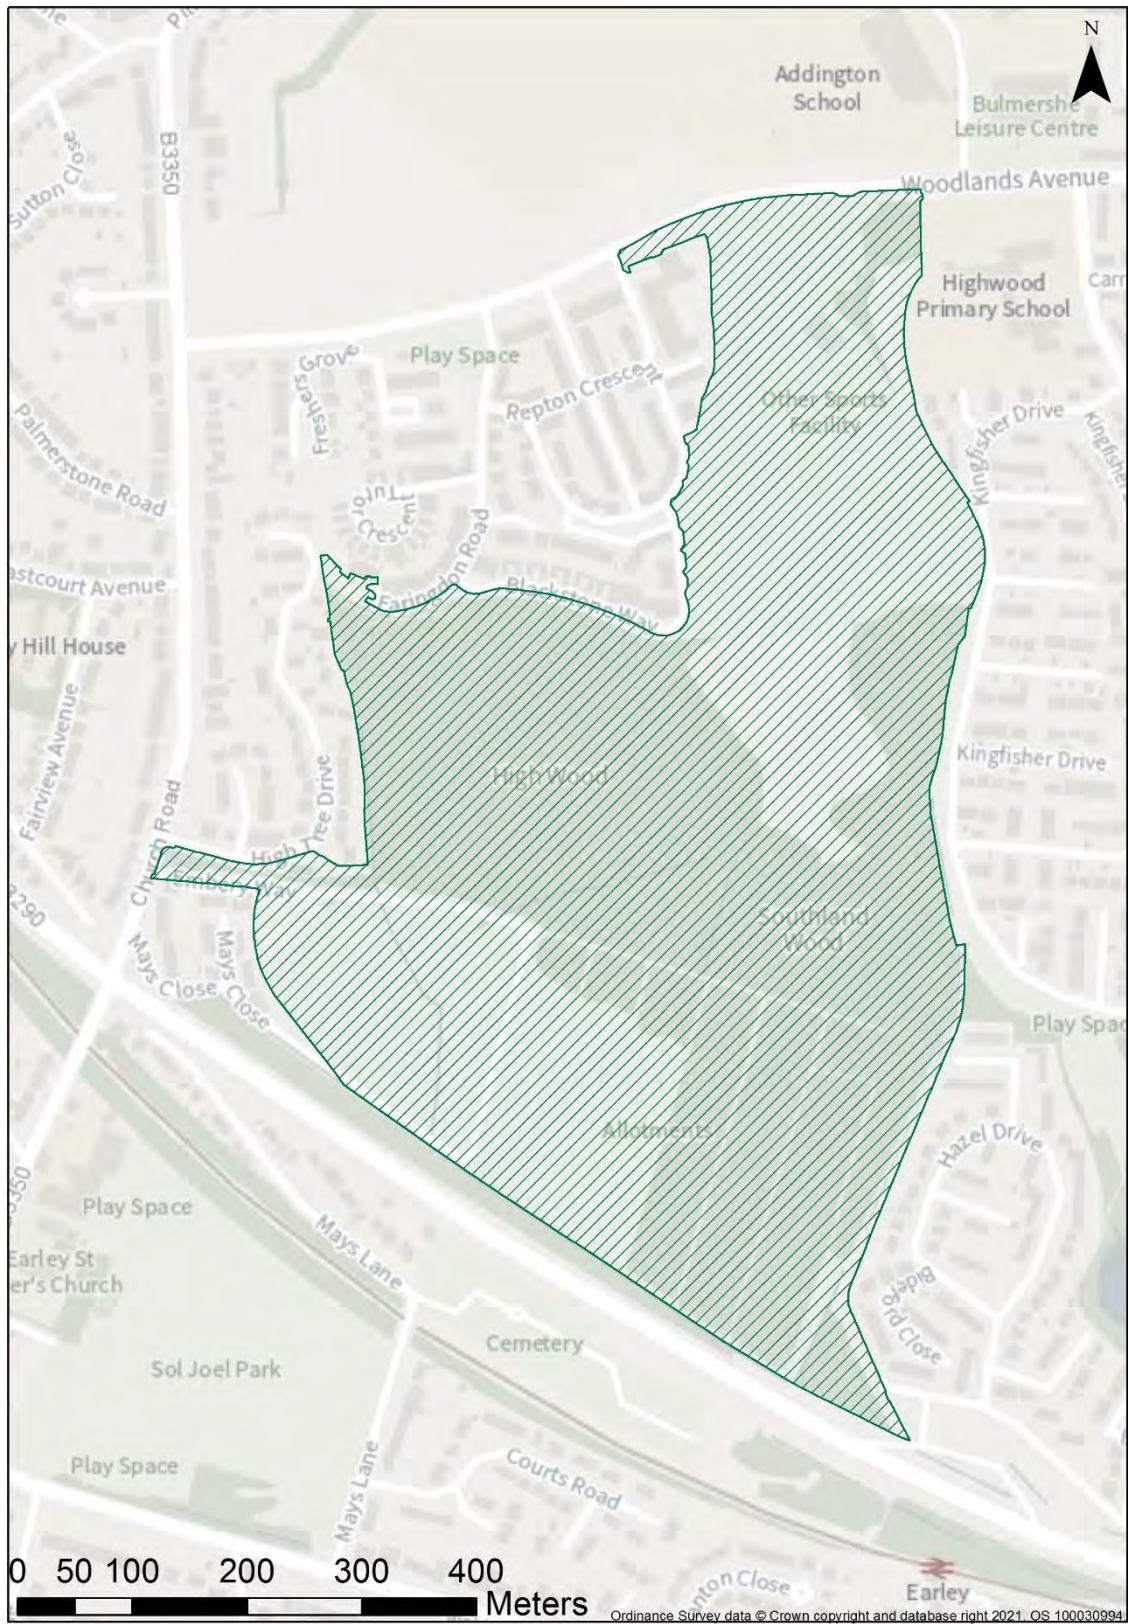 N
Addington
School
Bulmershe
Leisure Centre
B3350
Sutton Close
Woodlands Avenue
Highwood
Primary School
Freshers Grove
Play Space
Repton Crescent
Other Sports
Facility
Kingfisher Drive
Palmerstone Road
Tutor
Crescent
Faringdon Road
Blackstone Way
astcourt Avenue
y Hill House
Fairview Avenue
Church Road
High Tree Drive
High Wood
Kingfisher Drive
Embery Way
Southland
Wood
Mays Close
Mays Close
Play Spac
Allotments
Hazel Drive
Play Space
Mays Lane
Earley St
er's Church
Bideford Close
Cemetery
Sol Joel Park
Play Space
Mays Lane
Courts Road
0 50 100 200 300 400
Meters
Earley
Ordinance Survey data © Crown copyright and database right 2021. OS 100030994